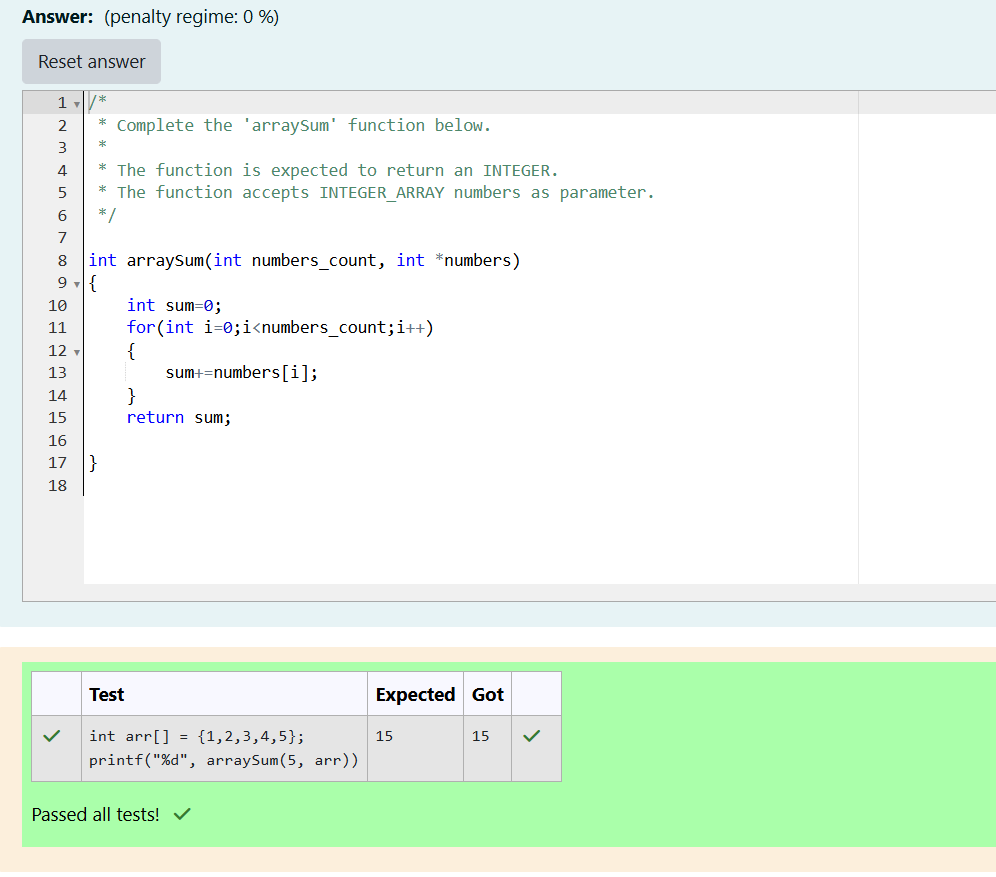 Answer: (penalty regime: 0 %)
Reset answer
1 /*
2  * Complete the 'arraySum' function below.
3  *
4  * The function is expected to return an INTEGER.
5  * The function accepts INTEGER_ARRAY numbers as parameter.
6  */
7
8 int arraySum(int numbers_count, int *numbers)
9 {
10     int sum=0;
11     for(int i=0;i<numbers_count;i++)
12     {
13         sum+=numbers[i];
14     }
15     return sum;
16
17 }
18
Test Expected Got
int arr[] = {1,2,3,4,5}; 15 15
printf("%d", arraySum(5, arr))
Passed all tests!